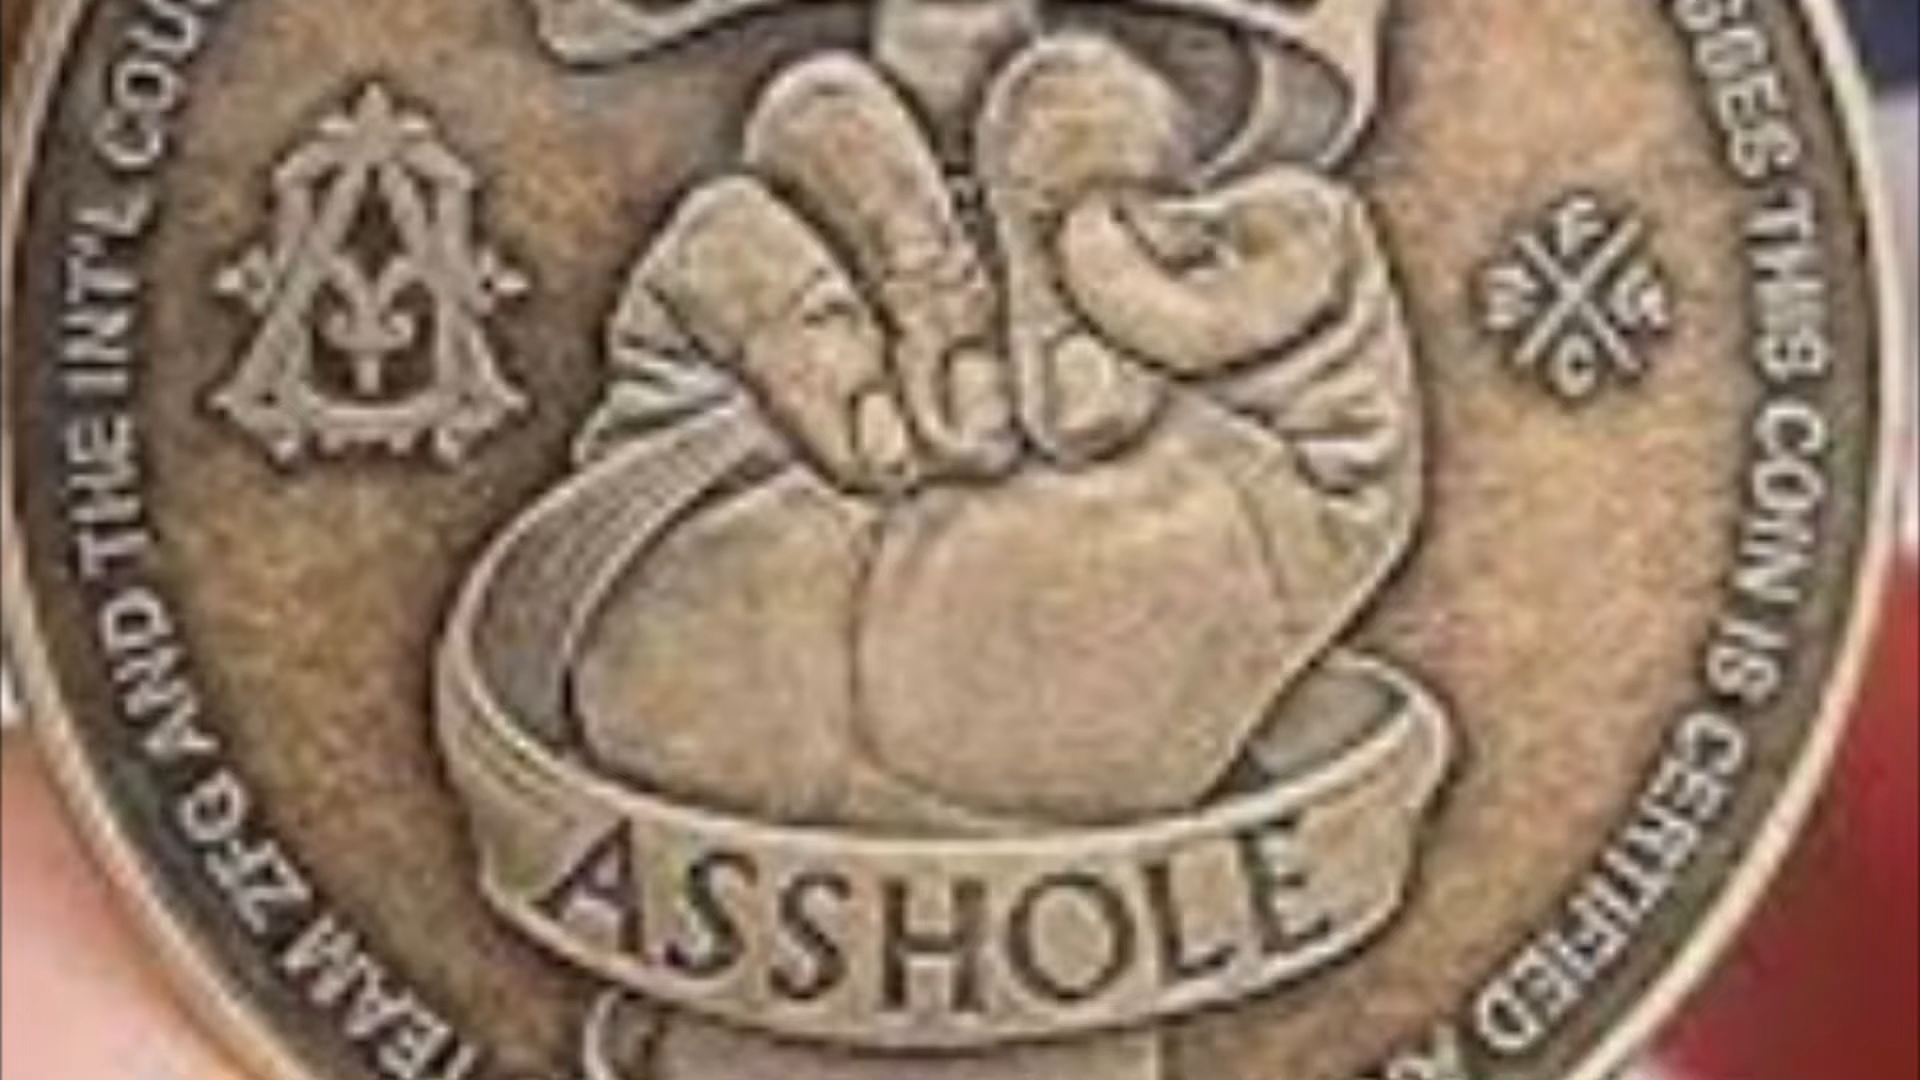 TEAM ZFG AND THE INT'L COU
SSES THIS COIN IS CERTIFIED
ASSHOLE